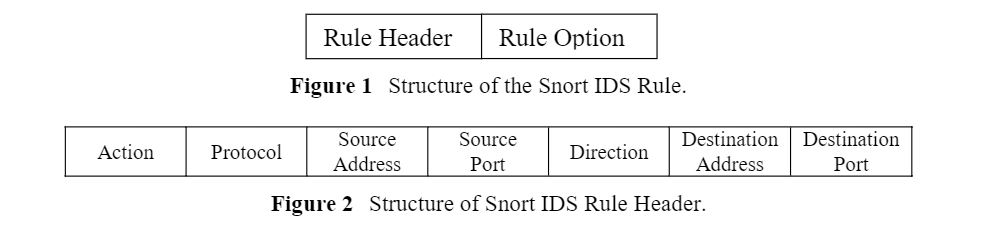 Rule Header Rule Option
Figure 1 Structure of the Snort IDS Rule.
Action Protocol Source Address Source Port Direction Destination Address Destination Port
Figure 2 Structure of Snort IDS Rule Header.